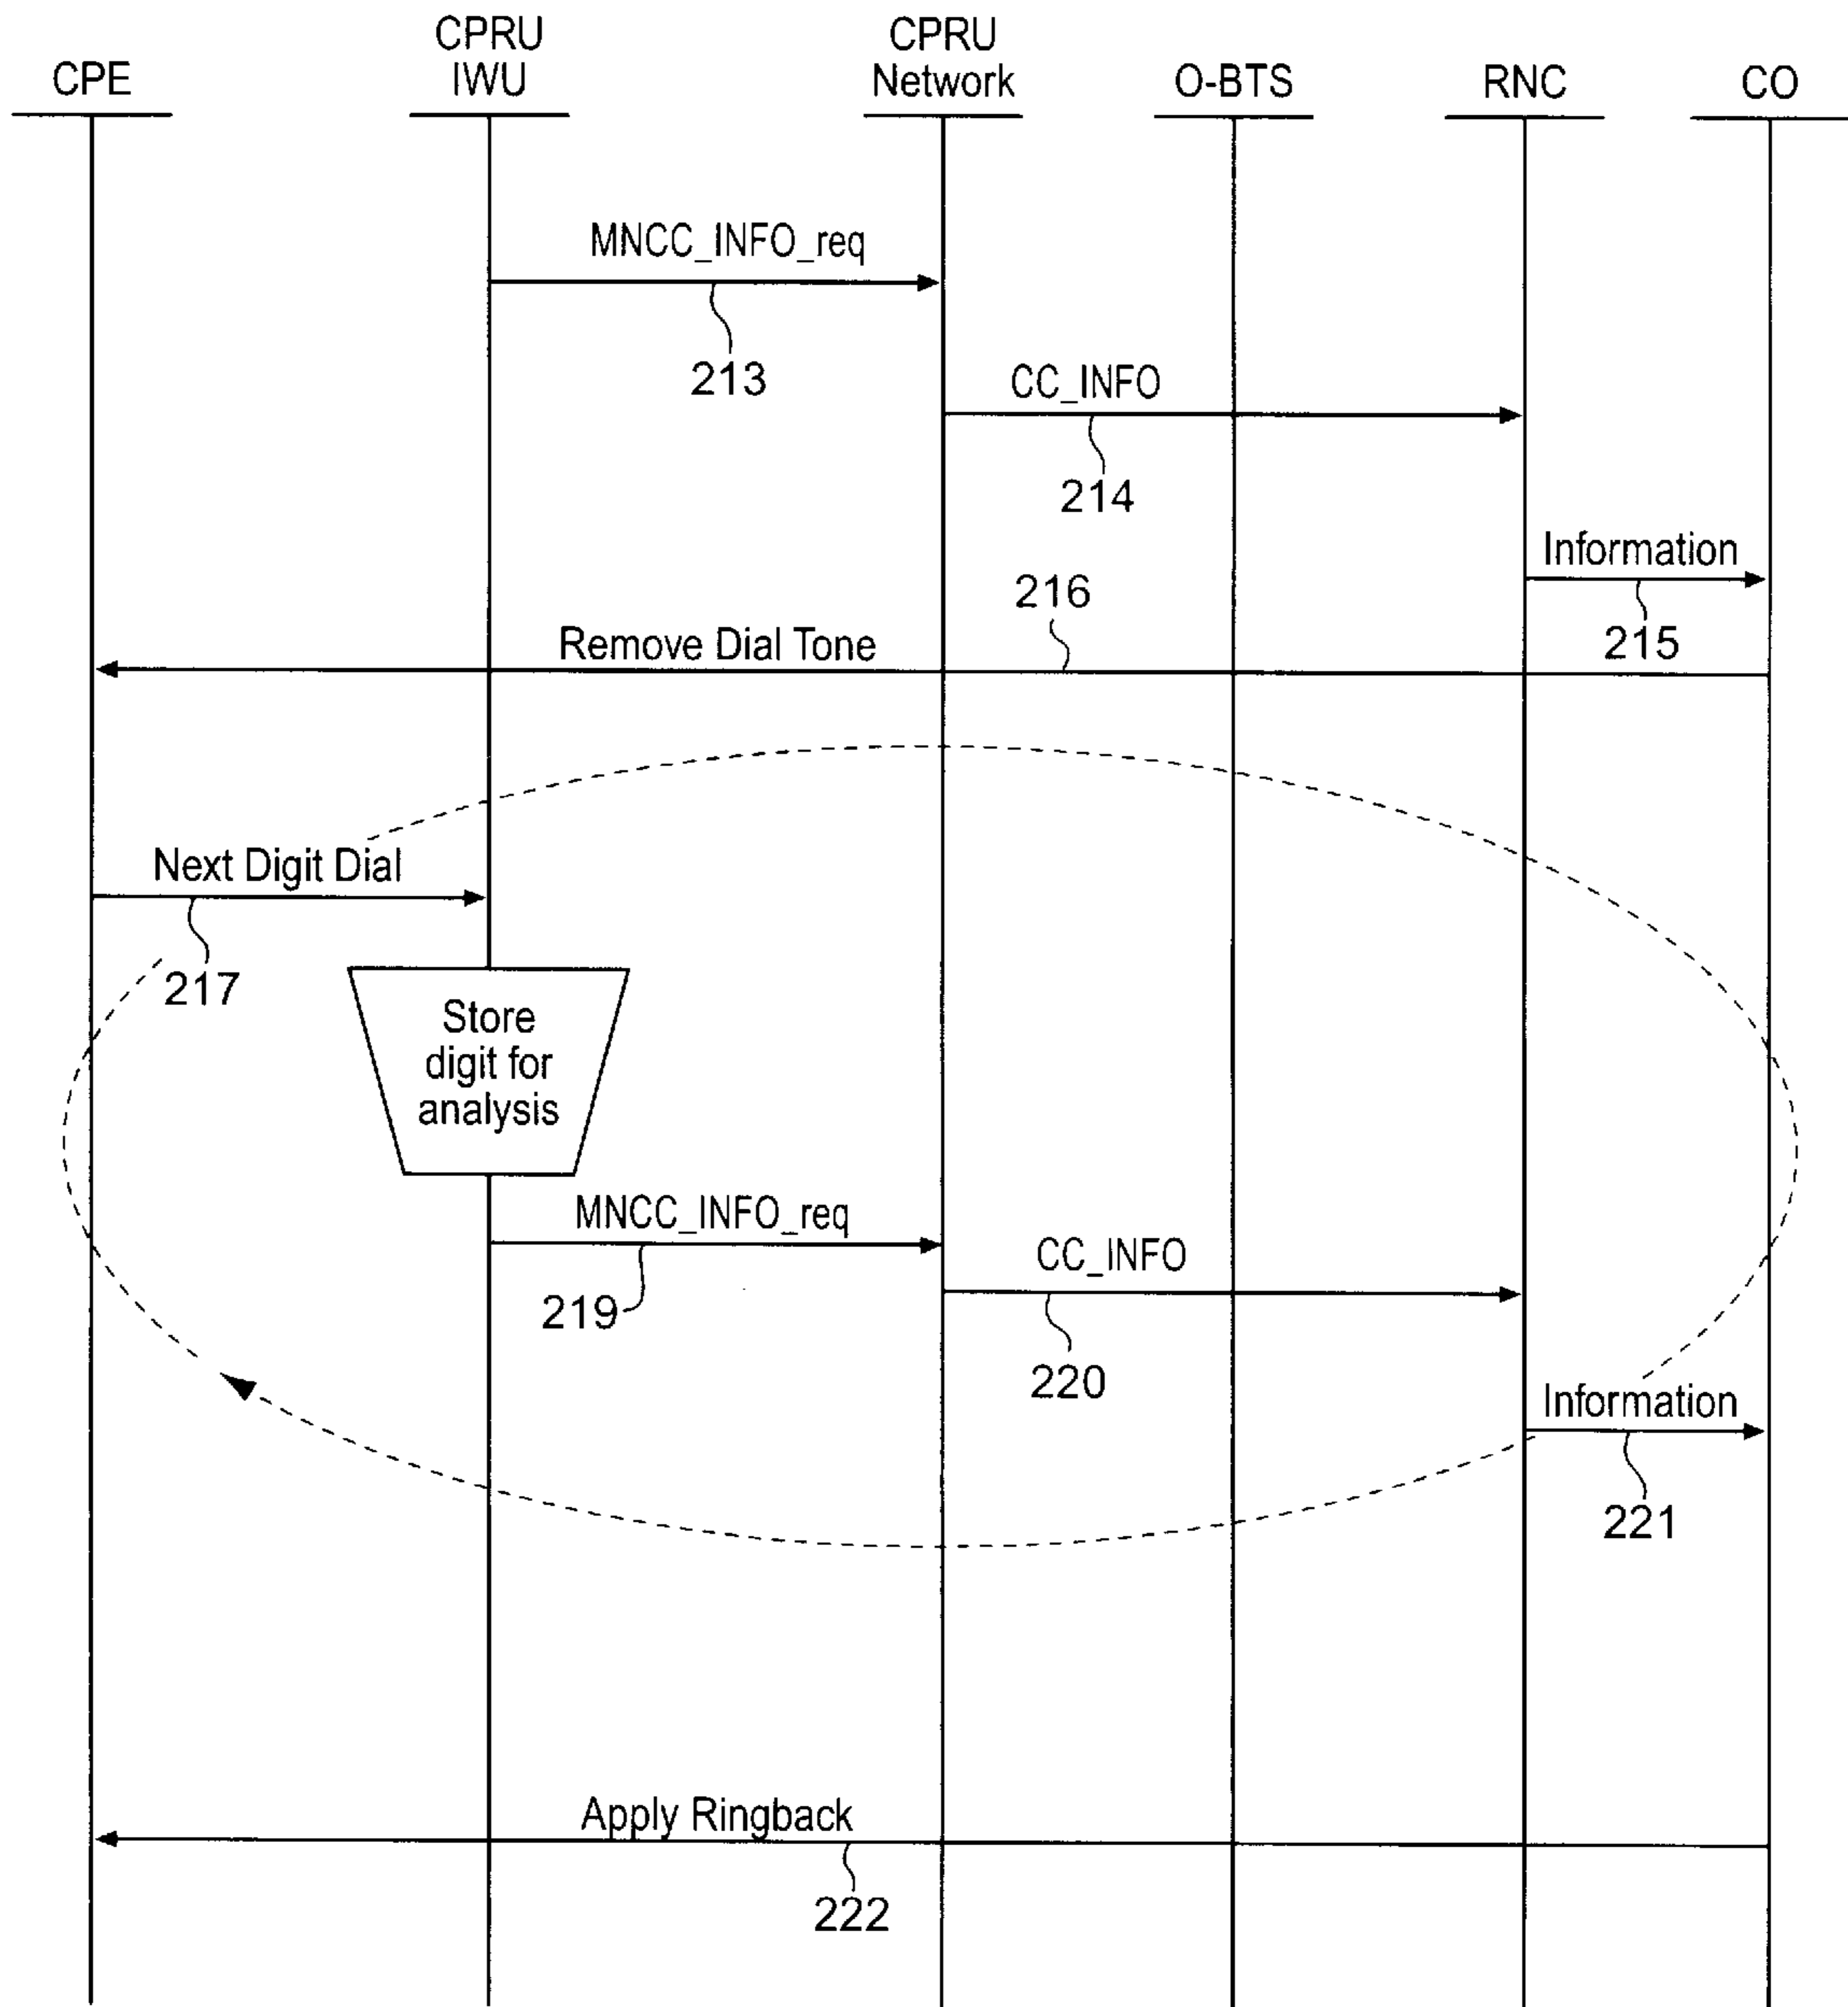 CPE
CPRU
IWU
CPRU
Network
O-BTS
RNC
CO
MNCC_INFO_req
213
CC_INFO
214
Information
215
216
Remove Dial Tone
Next Digit Dial
217
Store
digit for
analysis
MNCC_INFO_req
219
CC_INFO
220
Information
221
Apply Ringback
222